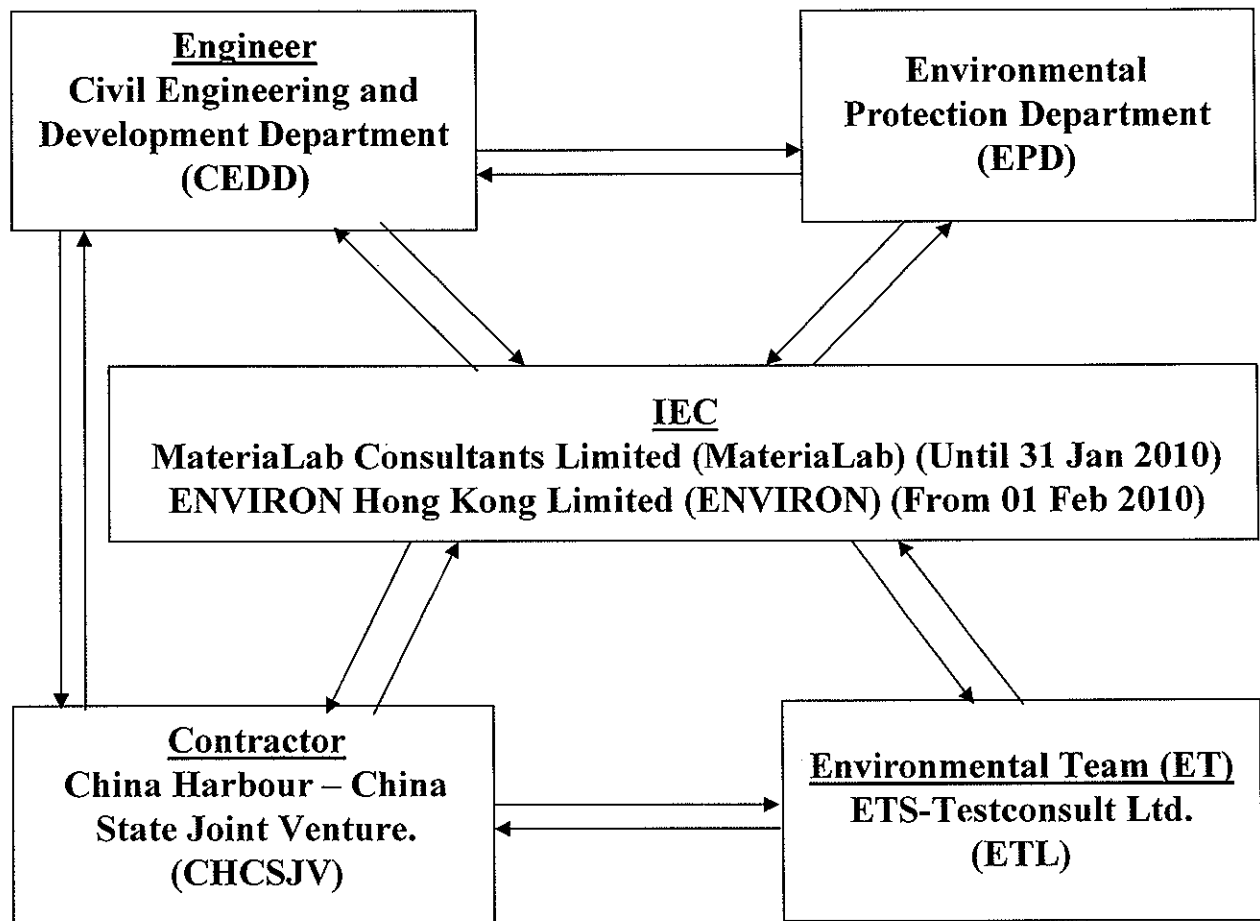 Engineer
Civil Engineering and
Development Department
(CEDD)
Environmental
Protection Department
(EPD)
IEC
MateriaLab Consultants Limited (MateriaLab) (Until 31 Jan 2010)
ENVIRON Hong Kong Limited (ENVIRON) (From 01 Feb 2010)
Contractor
China Harbour – China
State Joint Venture.
(CHCSJV)
Environmental Team (ET)
ETS-Testconsult Ltd.
(ETL)